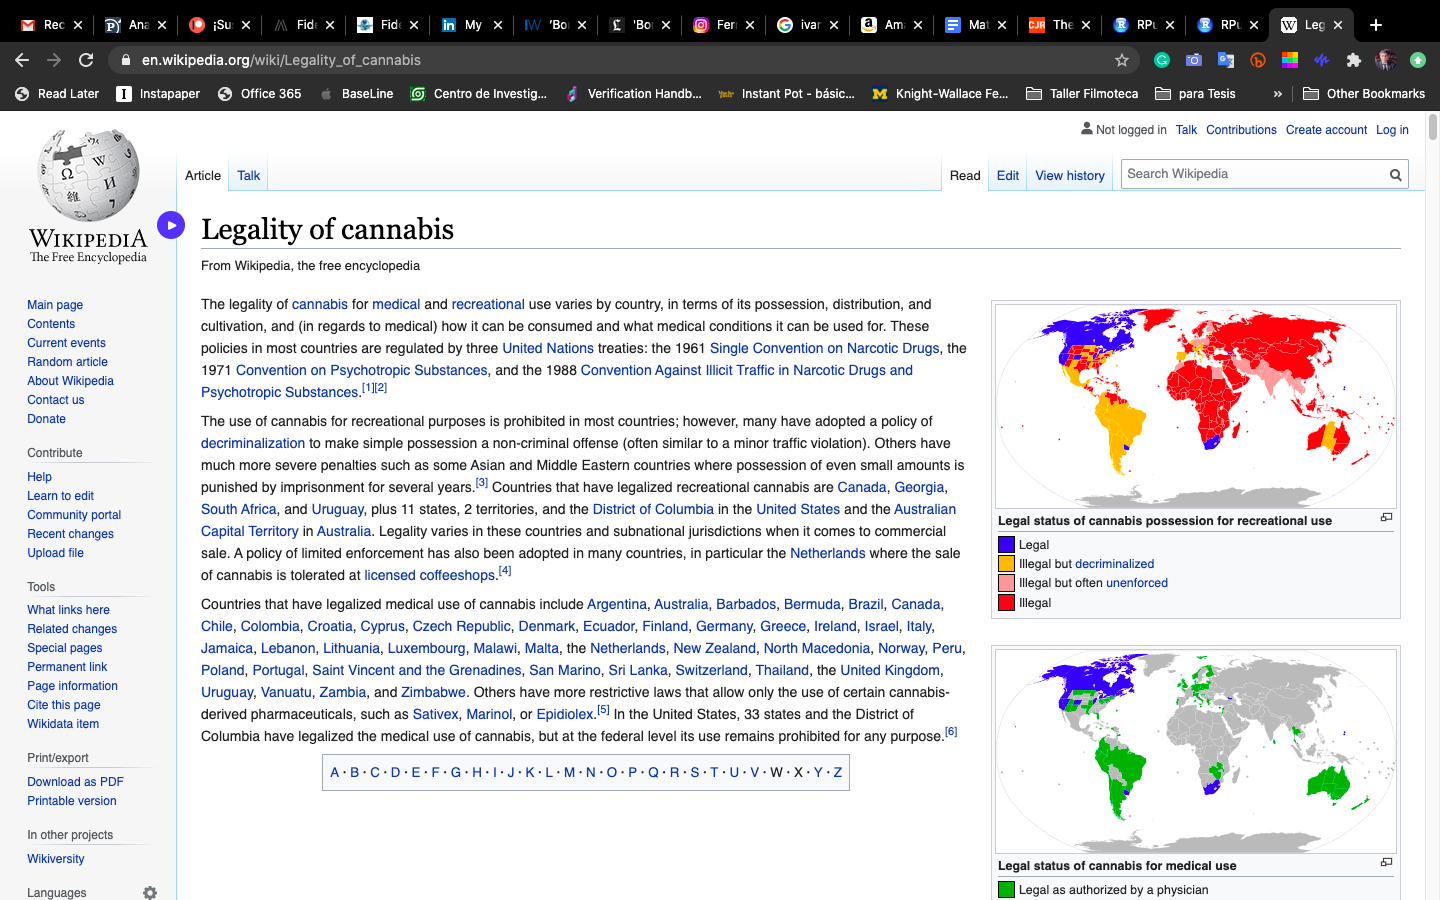 Rec
Ana
¡Su
Fide
Fide
My
'Bo
'Bo
Fer
ivar
Ama
Mat
The
RPu
RPu
Leg
en.wikipedia.org/wiki/Legality_of_cannabis
Read Later
Instapaper
Office 365
BaseLine
Centro de Investig...
Verification Handb...
Instant Pot - básic...
Knight-Wallace Fe...
Taller Filmoteca
para Tesis
»
Other Bookmarks
Not logged in Talk Contributions Create account Log in
Article Talk
Read Edit View history
Search Wikipedia
WIKIPEDIA
The Free Encyclopedia
Main page
Contents
Current events
Random article
About Wikipedia
Contact us
Donate
Contribute
Help
Learn to edit
Community portal
Recent changes
Upload file
Tools
What links here
Related changes
Special pages
Permanent link
Page information
Cite this page
Wikidata item
Print/export
Download as PDF
Printable version
In other projects
Wikiversity
Languages
Legality of cannabis
From Wikipedia, the free encyclopedia
The legality of cannabis for medical and recreational use varies by country, in terms of its possession, distribution, and
cultivation, and (in regards to medical) how it can be consumed and what medical conditions it can be used for. These
policies in most countries are regulated by three United Nations treaties: the 1961 Single Convention on Narcotic Drugs, the
1971 Convention on Psychotropic Substances, and the 1988 Convention Against Illicit Traffic in Narcotic Drugs and
Psychotropic Substances.[1][2]
The use of cannabis for recreational purposes is prohibited in most countries; however, many have adopted a policy of
decriminalization to make simple possession a non-criminal offense (often similar to a minor traffic violation). Others have
much more severe penalties such as some Asian and Middle Eastern countries where possession of even small amounts is
punished by imprisonment for several years.[3] Countries that have legalized recreational cannabis are Canada, Georgia,
South Africa, and Uruguay, plus 11 states, 2 territories, and the District of Columbia in the United States and the Australian
Capital Territory in Australia. Legality varies in these countries and subnational jurisdictions when it comes to commercial
sale. A policy of limited enforcement has also been adopted in many countries, in particular the Netherlands where the sale
of cannabis is tolerated at licensed coffeeshops.[4]
Countries that have legalized medical use of cannabis include Argentina, Australia, Barbados, Bermuda, Brazil, Canada,
Chile, Colombia, Croatia, Cyprus, Czech Republic, Denmark, Ecuador, Finland, Germany, Greece, Ireland, Israel, Italy,
Jamaica, Lebanon, Lithuania, Luxembourg, Malawi, Malta, the Netherlands, New Zealand, North Macedonia, Norway, Peru,
Poland, Portugal, Saint Vincent and the Grenadines, San Marino, Sri Lanka, Switzerland, Thailand, the United Kingdom,
Uruguay, Vanuatu, Zambia, and Zimbabwe. Others have more restrictive laws that allow only the use of certain cannabis-
derived pharmaceuticals, such as Sativex, Marinol, or Epidiolex.[5] In the United States, 33 states and the District of
Columbia have legalized the medical use of cannabis, but at the federal level its use remains prohibited for any purpose.[6]
A · B · C · D · E · F · G · H · I · J · K · L · M · N · O · P · Q · R · S · T · U · V · W · X · Y · Z
Legal status of cannabis possession for recreational use
Legal
Illegal but decriminalized
Illegal but often unenforced
Illegal
Legal status of cannabis for medical use
Legal as authorized by a physician